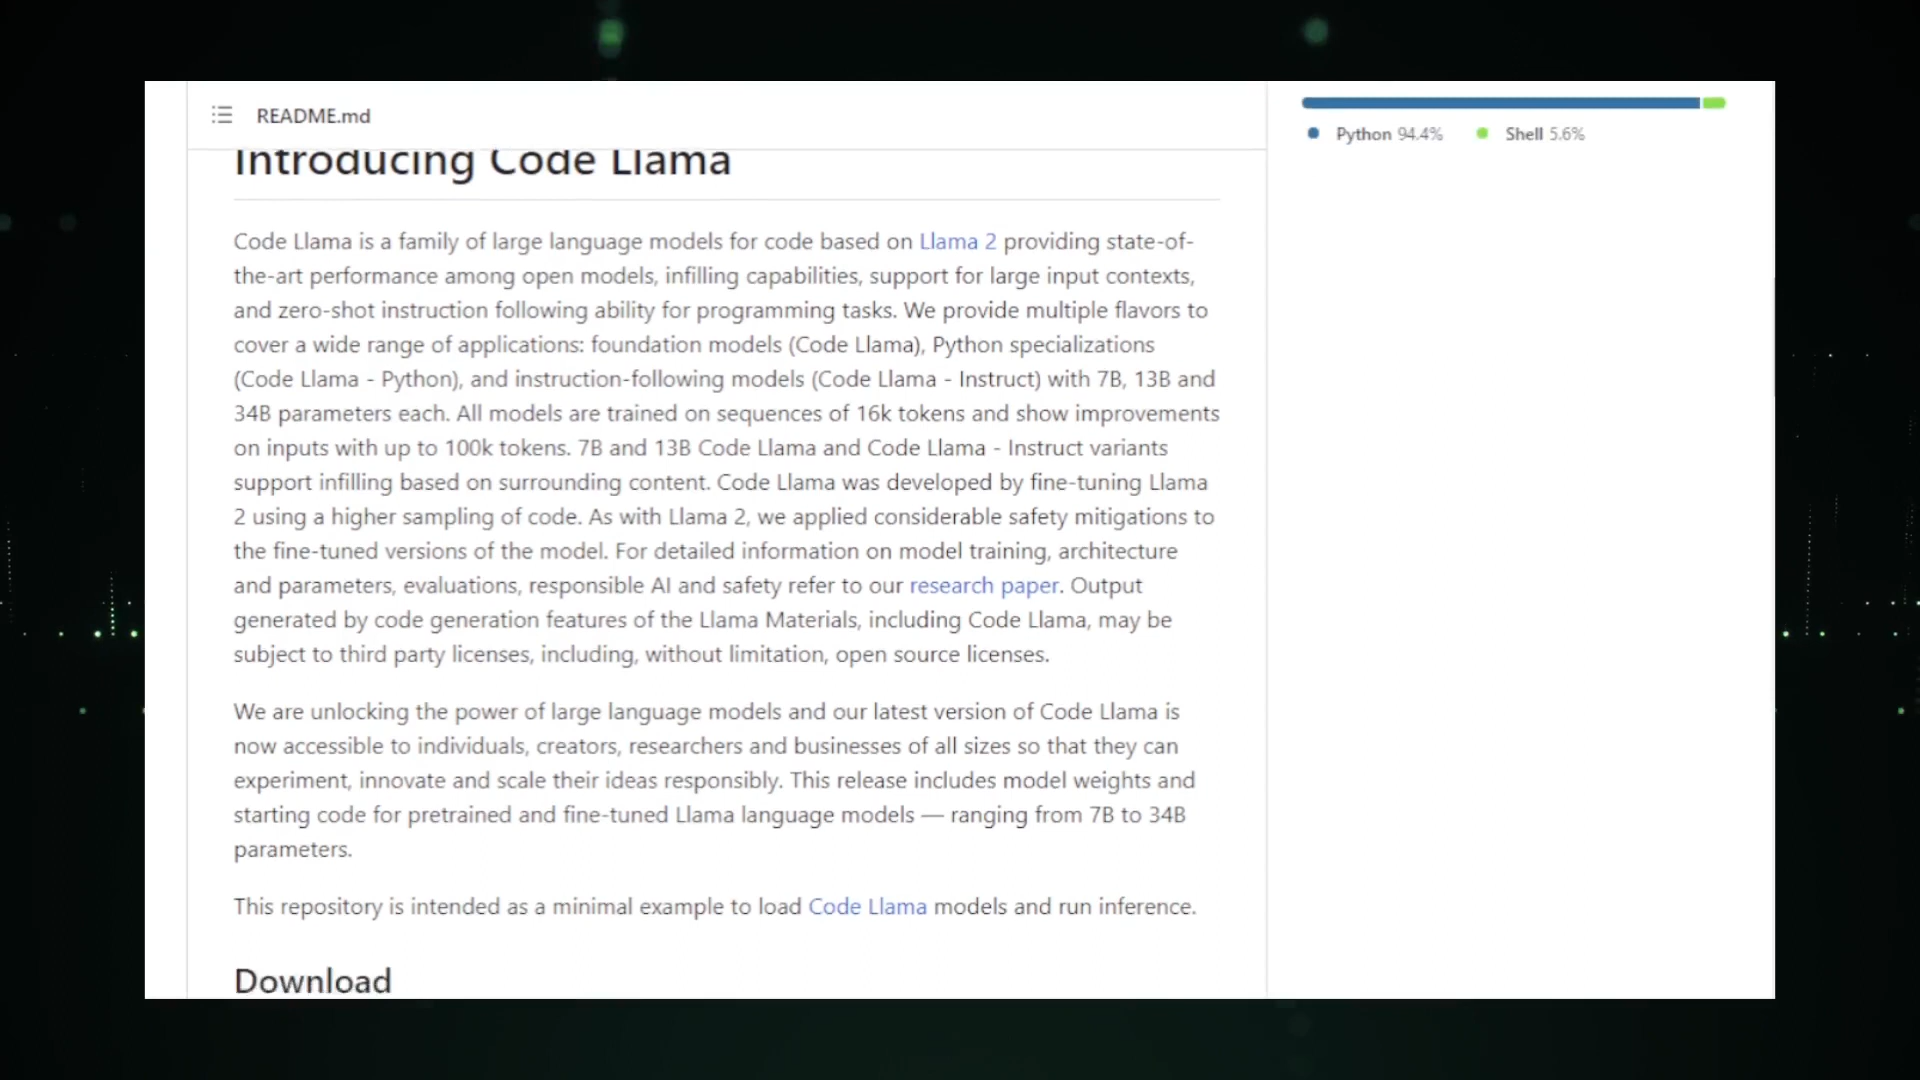 README.md
Python 94.4% Shell 5.6%
Introducing Code Llama
Code Llama is a family of large language models for code based on Llama 2 providing state-of-
the-art performance among open models, infilling capabilities, support for large input contexts,
and zero-shot instruction following ability for programming tasks. We provide multiple flavors to
cover a wide range of applications: foundation models (Code Llama), Python specializations
(Code Llama - Python), and instruction-following models (Code Llama - Instruct) with 7B, 13B and
34B parameters each. All models are trained on sequences of 16k tokens and show improvements
on inputs with up to 100k tokens. 7B and 13B Code Llama and Code Llama - Instruct variants
support infilling based on surrounding content. Code Llama was developed by fine-tuning Llama
2 using a higher sampling of code. As with Llama 2, we applied considerable safety mitigations to
the fine-tuned versions of the model. For detailed information on model training, architecture
and parameters, evaluations, responsible AI and safety refer to our research paper. Output
generated by code generation features of the Llama Materials, including Code Llama, may be
subject to third party licenses, including, without limitation, open source licenses.
We are unlocking the power of large language models and our latest version of Code Llama is
now accessible to individuals, creators, researchers and businesses of all sizes so that they can
experiment, innovate and scale their ideas responsibly. This release includes model weights and
starting code for pretrained and fine-tuned Llama language models — ranging from 7B to 34B
parameters.
This repository is intended as a minimal example to load Code Llama models and run inference.
Download